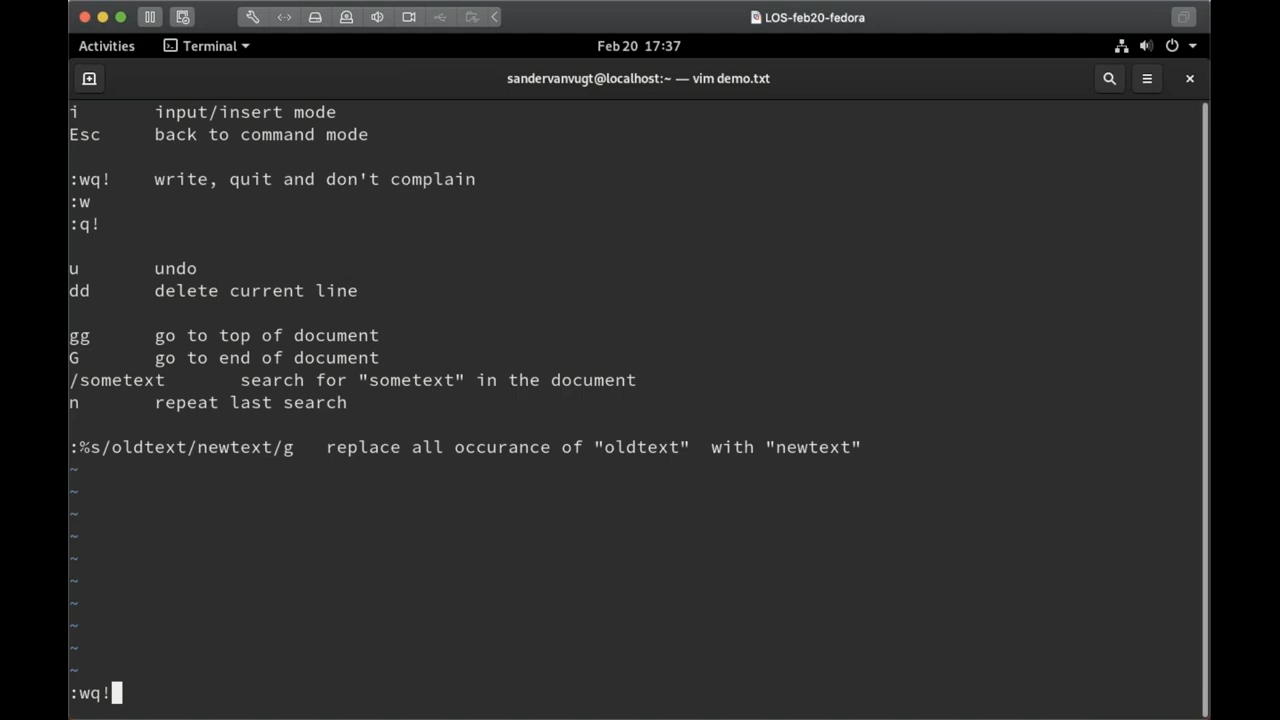 LOS-feb20-fedora
Activities Terminal Feb 20 17:37
sandervanvugt@localhost:~ — vim demo.txt
i input/insert mode
Esc back to command mode
:wq! write, quit and don't complain
:w
:q!
u undo
dd delete current line
gg go to top of document
G go to end of document
/sometext search for "sometext" in the document
n repeat last search
:%s/oldtext/newtext/g replace all occurance of "oldtext" with "newtext"
~
~
~
~
~
~
~
~
~
~
:wq!